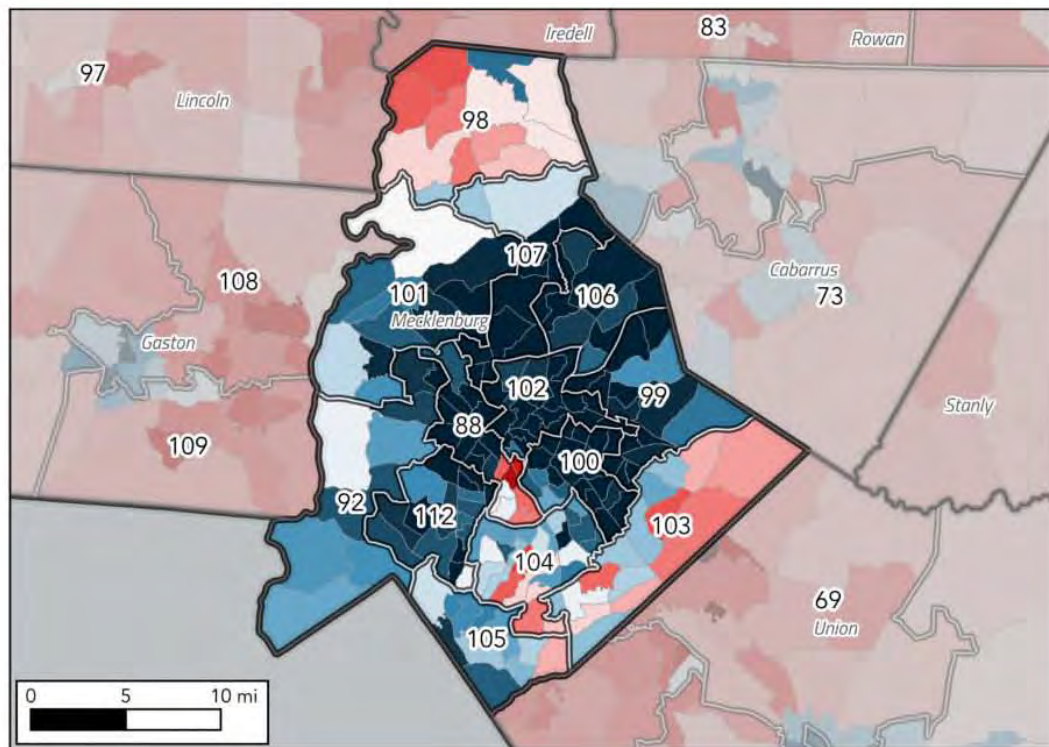 Iredell
83
Rowan
97
Lincoln
98
107
108
101
106
Cabarrus
73
Mecklenburg
Gaston
102
99
88
Stanly
100
109
92
112
103
104
69
Union
105
0 5 10 mi